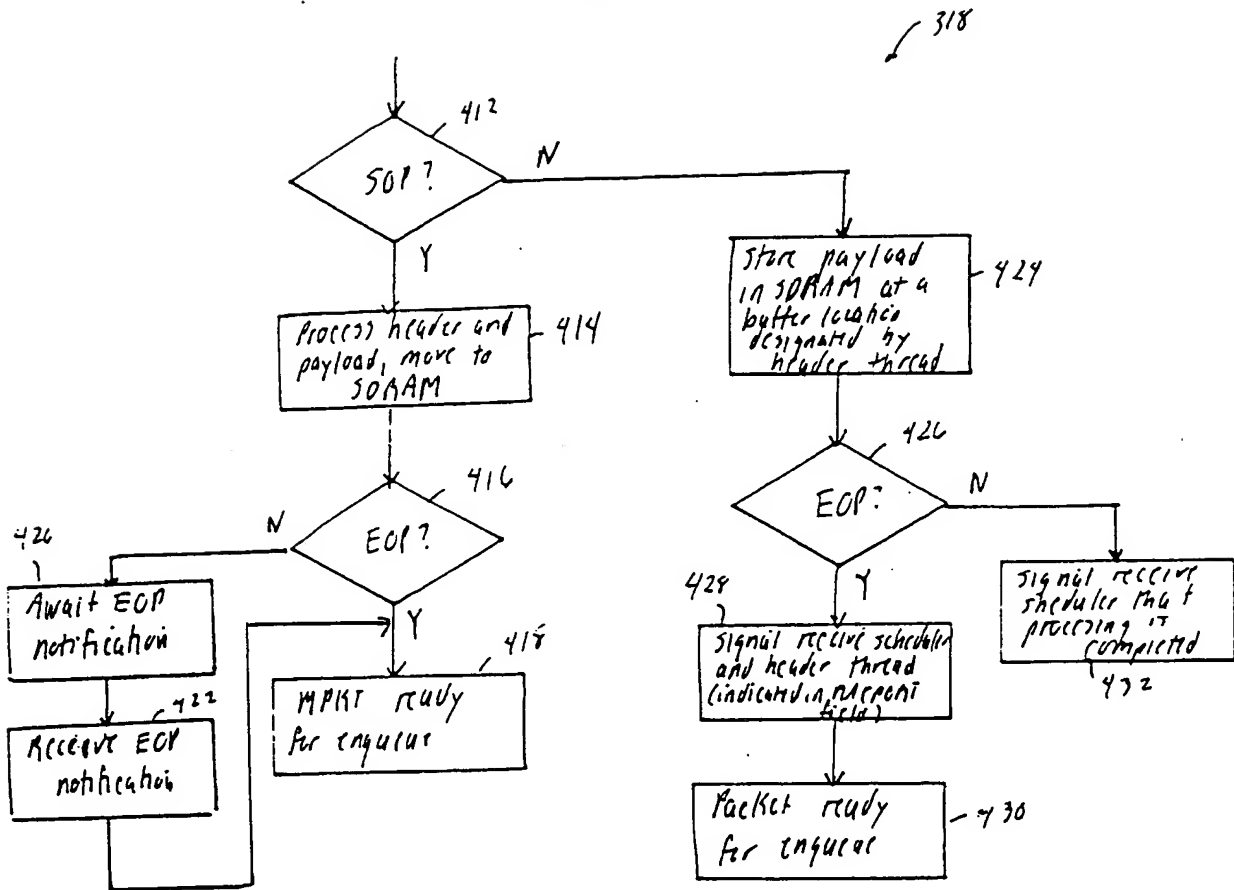 318
412
SOP?
N
Y
Process header and
payload, move to
SDRAM
414
416
EOP?
N
Y
420
Await EOP
notification
422
Receive EOP
notification
418
MPKT ready
for enqueue
Store payload
in SDRAM at a
buffer location
designated by
header thread
424
426
EOP?
N
Y
428
Signal receive scheduler
and header thread
(indicated in
field)
Signal receive
sheduler that
processing is
completed
432
Packet ready
for enqueue
430